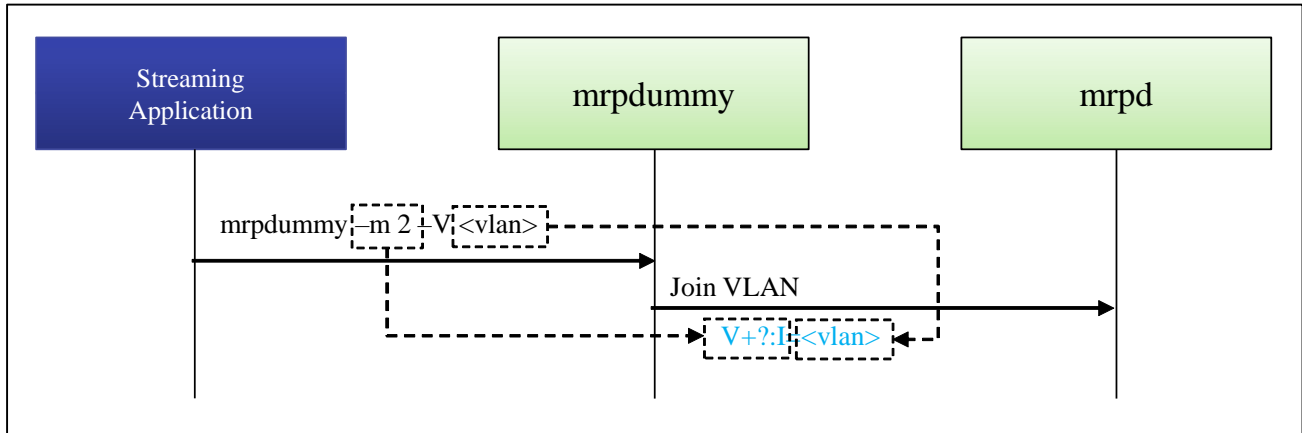 Streaming
Application
mrpdummy
mrpd
mrpdummy –m 2 –V <vlan>
Join VLAN
V+?:I=<vlan>